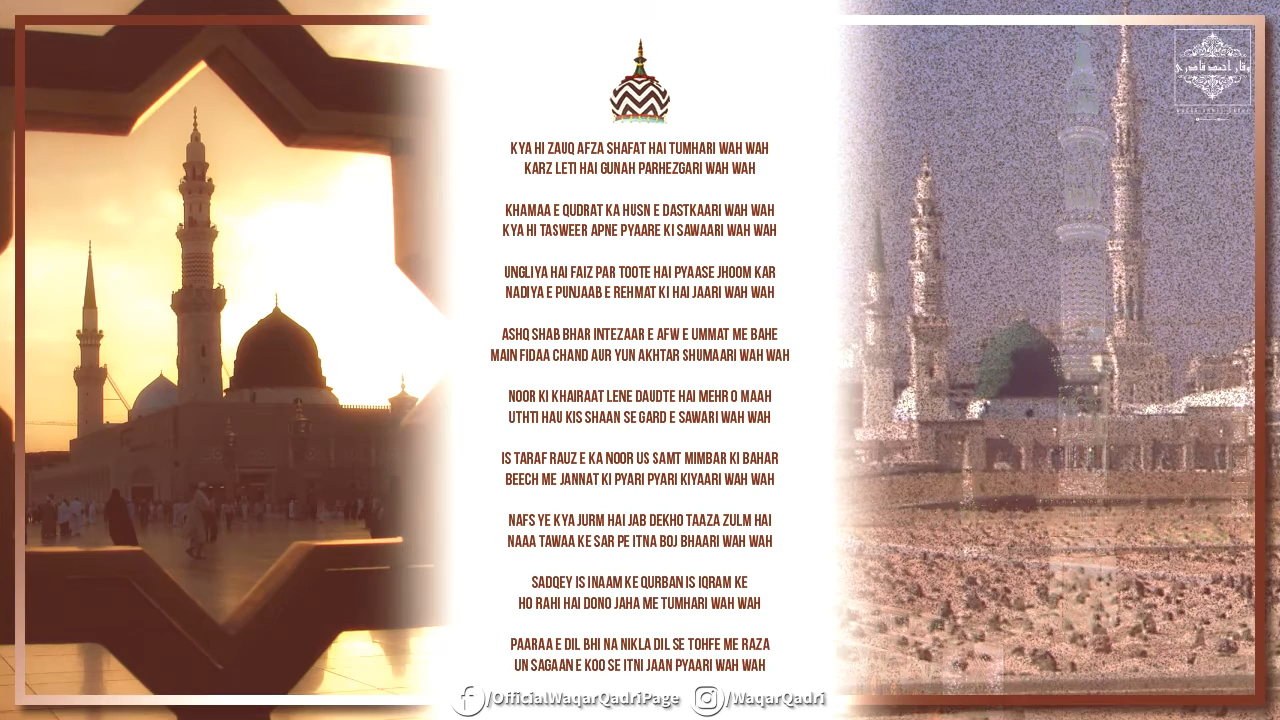 وقار احمد قادری
KYA HI ZAUQ AFZA SHAFAT HAI TUMHARI WAH WAH
KARZ LETI HAI GUNAH PARHEZGARI WAH WAH
KHAMAA E QUDRAT KA HUSN E DASTKAARI WAH WAH
KYA HI TASWEER APNE PYAARE KI SAWAARI WAH WAH
UNGLIYA HAI FAIZ PAR TOOTE HAI PYAASE JHOOM KAR
NADIYA E PUNJAAB E REHMAT KI HAI JAARI WAH WAH
ASHQ SHAB BHAR INTEZAAR E AFW E UMMAT ME BAHE
MAIN FIDAA CHAND AUR YUN AKHTAR SHUMAARI WAH WAH
NOOR KI KHAIRAAT LENE DAUDTE HAI MEHR O MAAH
UTHTI HAU KIS SHAAN SE GARD E SAWARI WAH WAH
IS TARAF RAUZ E KA NOOR US SAMT MIMBAR KI BAHAR
BEECH ME JANNAT KI PYARI PYARI KIYAARI WAH WAH
NAFS YE KYA JURM HAI JAB DEKHO TAAZA ZULM HAI
NAAA TAWAA KE SAR PE ITNA BOJ BHAARI WAH WAH
SADQEY IS INAAM KE QURBAN IS IQRAM KE
HO RAHI HAI DONO JAHA ME TUMHARI WAH WAH
PAARAA E DIL BHI NA NIKLA DIL SE TOHFE ME RAZA
UN SAGAAN E KOO SE ITNI JAAN PYAARI WAH WAH
/OfficialWaqarQadriPage /WaqarQadri